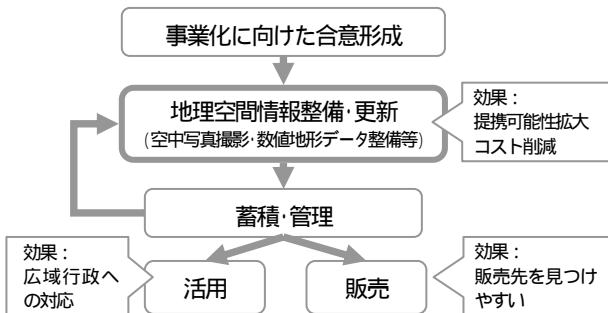 事業化に向けた合意形成
地理空間情報整備・更新
(空中写真撮影・数値地形データ整備等)
効果：
提携可能性拡大
コスト削減
蓄積・管理
効果：
広域行政へ
の対応
活用
販売
効果：
販売先を見つけ
やすい